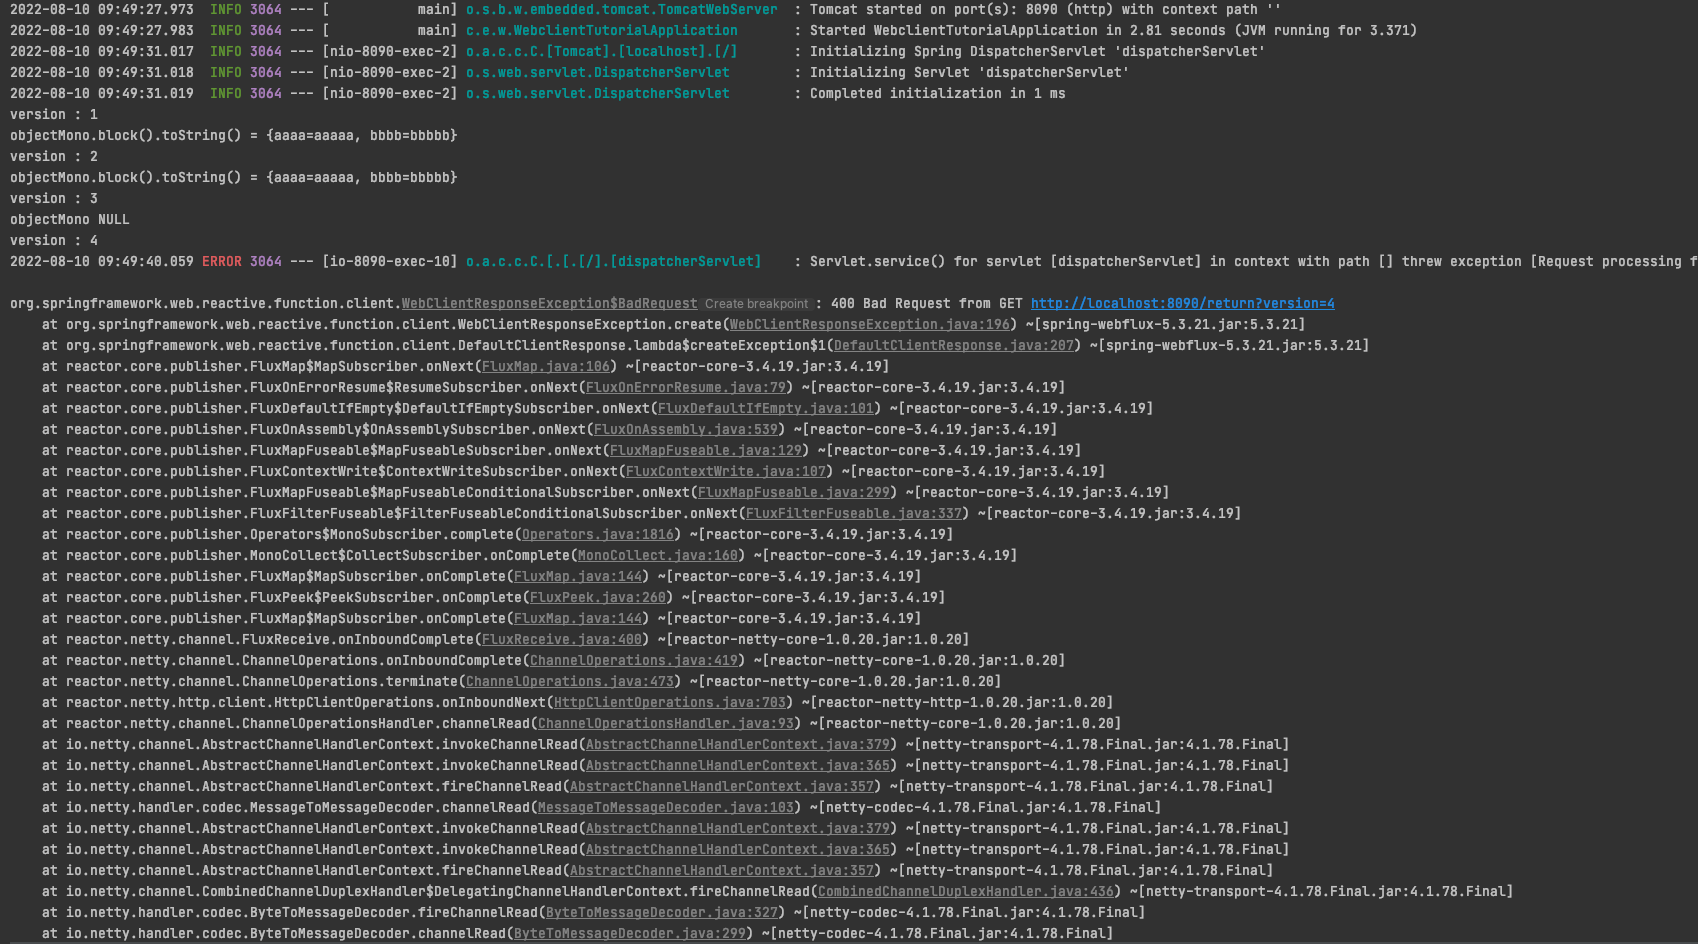 2022-08-10 09:49:27.973  INFO 3064 --- [           main] o.s.b.w.embedded.tomcat.TomcatWebServer  : Tomcat started on port(s): 8090 (http) with context path ''
2022-08-10 09:49:27.983  INFO 3064 --- [           main] c.e.w.WebclientTutorialApplication       : Started WebclientTutorialApplication in 2.81 seconds (JVM running for 3.371)
2022-08-10 09:49:31.017  INFO 3064 --- [nio-8090-exec-2] o.a.c.c.C.[Tomcat].[localhost].[/]       : Initializing Spring DispatcherServlet 'dispatcherServlet'
2022-08-10 09:49:31.018  INFO 3064 --- [nio-8090-exec-2] o.s.web.servlet.DispatcherServlet        : Initializing Servlet 'dispatcherServlet'
2022-08-10 09:49:31.019  INFO 3064 --- [nio-8090-exec-2] o.s.web.servlet.DispatcherServlet        : Completed initialization in 1 ms
version : 1
objectMono.block().toString() = {aaaa=aaaaa, bbbb=bbbbb}
version : 2
objectMono.block().toString() = {aaaa=aaaaa, bbbb=bbbbb}
version : 3
objectMono NULL
version : 4
2022-08-10 09:49:40.059 ERROR 3064 --- [io-8090-exec-10] o.a.c.c.C.[.[.[/].[dispatcherServlet]    : Servlet.service() for servlet [dispatcherServlet] in context with path [] threw exception [Request processing f
org.springframework.web.reactive.function.client.WebClientResponseException$BadRequest Create breakpoint : 400 Bad Request from GET http://localhost:8090/return?version=4
at org.springframework.web.reactive.function.client.WebClientResponseException.create(WebClientResponseException.java:196) ~[spring-webflux-5.3.21.jar:5.3.21]
at org.springframework.web.reactive.function.client.DefaultClientResponse.lambda$createException$1(DefaultClientResponse.java:207) ~[spring-webflux-5.3.21.jar:5.3.21]
at reactor.core.publisher.FluxMap$MapSubscriber.onNext(FluxMap.java:106) ~[reactor-core-3.4.19.jar:3.4.19]
at reactor.core.publisher.FluxOnErrorResume$ResumeSubscriber.onNext(FluxOnErrorResume.java:79) ~[reactor-core-3.4.19.jar:3.4.19]
at reactor.core.publisher.FluxDefaultIfEmpty$DefaultIfEmptySubscriber.onNext(FluxDefaultIfEmpty.java:101) ~[reactor-core-3.4.19.jar:3.4.19]
at reactor.core.publisher.FluxOnAssembly$OnAssemblySubscriber.onNext(FluxOnAssembly.java:539) ~[reactor-core-3.4.19.jar:3.4.19]
at reactor.core.publisher.FluxMapFuseable$MapFuseableSubscriber.onNext(FluxMapFuseable.java:129) ~[reactor-core-3.4.19.jar:3.4.19]
at reactor.core.publisher.FluxContextWrite$ContextWriteSubscriber.onNext(FluxContextWrite.java:107) ~[reactor-core-3.4.19.jar:3.4.19]
at reactor.core.publisher.FluxMapFuseable$MapFuseableConditionalSubscriber.onNext(FluxMapFuseable.java:299) ~[reactor-core-3.4.19.jar:3.4.19]
at reactor.core.publisher.FluxFilterFuseable$FilterFuseableConditionalSubscriber.onNext(FluxFilterFuseable.java:337) ~[reactor-core-3.4.19.jar:3.4.19]
at reactor.core.publisher.Operators$MonoSubscriber.complete(Operators.java:1816) ~[reactor-core-3.4.19.jar:3.4.19]
at reactor.core.publisher.MonoCollect$CollectSubscriber.onComplete(MonoCollect.java:160) ~[reactor-core-3.4.19.jar:3.4.19]
at reactor.core.publisher.FluxMap$MapSubscriber.onComplete(FluxMap.java:144) ~[reactor-core-3.4.19.jar:3.4.19]
at reactor.core.publisher.FluxPeek$PeekSubscriber.onComplete(FluxPeek.java:260) ~[reactor-core-3.4.19.jar:3.4.19]
at reactor.core.publisher.FluxMap$MapSubscriber.onComplete(FluxMap.java:144) ~[reactor-core-3.4.19.jar:3.4.19]
at reactor.netty.channel.FluxReceive.onInboundComplete(FluxReceive.java:400) ~[reactor-netty-core-1.0.20.jar:1.0.20]
at reactor.netty.channel.ChannelOperations.onInboundComplete(ChannelOperations.java:419) ~[reactor-netty-core-1.0.20.jar:1.0.20]
at reactor.netty.channel.ChannelOperations.terminate(ChannelOperations.java:473) ~[reactor-netty-core-1.0.20.jar:1.0.20]
at reactor.netty.http.client.HttpClientOperations.onInboundNext(HttpClientOperations.java:703) ~[reactor-netty-http-1.0.20.jar:1.0.20]
at reactor.netty.channel.ChannelOperationsHandler.channelRead(ChannelOperationsHandler.java:93) ~[reactor-netty-core-1.0.20.jar:1.0.20]
at io.netty.channel.AbstractChannelHandlerContext.invokeChannelRead(AbstractChannelHandlerContext.java:379) ~[netty-transport-4.1.78.Final.jar:4.1.78.Final]
at io.netty.channel.AbstractChannelHandlerContext.invokeChannelRead(AbstractChannelHandlerContext.java:365) ~[netty-transport-4.1.78.Final.jar:4.1.78.Final]
at io.netty.channel.AbstractChannelHandlerContext.fireChannelRead(AbstractChannelHandlerContext.java:357) ~[netty-transport-4.1.78.Final.jar:4.1.78.Final]
at io.netty.handler.codec.MessageToMessageDecoder.channelRead(MessageToMessageDecoder.java:103) ~[netty-codec-4.1.78.Final.jar:4.1.78.Final]
at io.netty.channel.AbstractChannelHandlerContext.invokeChannelRead(AbstractChannelHandlerContext.java:379) ~[netty-transport-4.1.78.Final.jar:4.1.78.Final]
at io.netty.channel.AbstractChannelHandlerContext.invokeChannelRead(AbstractChannelHandlerContext.java:365) ~[netty-transport-4.1.78.Final.jar:4.1.78.Final]
at io.netty.channel.AbstractChannelHandlerContext.fireChannelRead(AbstractChannelHandlerContext.java:357) ~[netty-transport-4.1.78.Final.jar:4.1.78.Final]
at io.netty.channel.CombinedChannelDuplexHandler$DelegatingChannelHandlerContext.fireChannelRead(CombinedChannelDuplexHandler.java:436) ~[netty-transport-4.1.78.Final.jar:4.1.78.Final]
at io.netty.handler.codec.ByteToMessageDecoder.fireChannelRead(ByteToMessageDecoder.java:327) ~[netty-codec-4.1.78.Final.jar:4.1.78.Final]
at io.netty.handler.codec.ByteToMessageDecoder.channelRead(ByteToMessageDecoder.java:299) ~[netty-codec-4.1.78.Final.jar:4.1.78.Final]